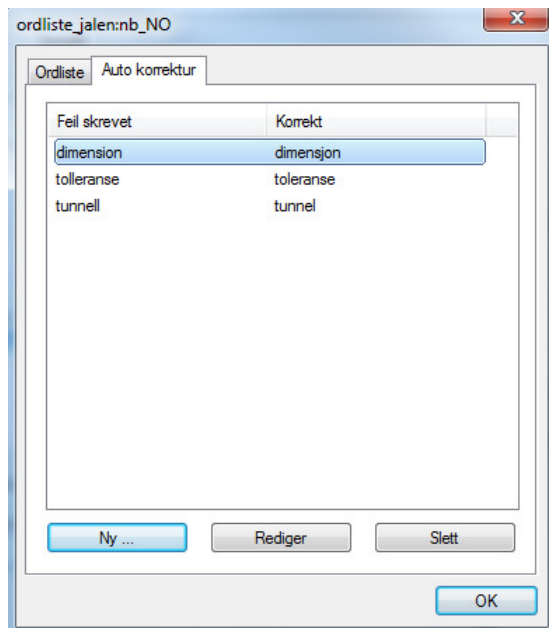 ordliste_jalen:nb_NO
Ordliste Auto korrektur
Feil skrevet Korrekt
dimension dimensjon
tolleranse toleranse
tunnell tunnel
Ny ... Rediger Slett
OK